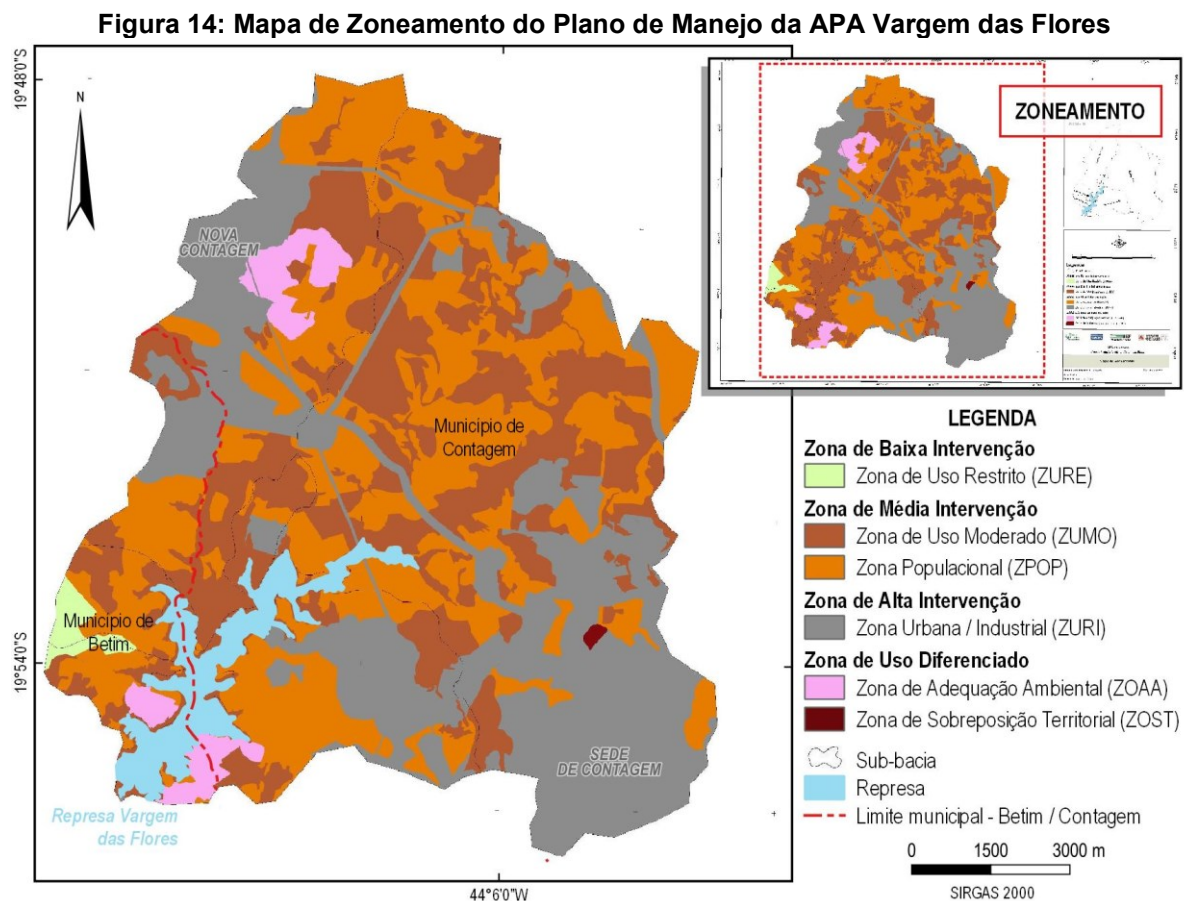 Figura 14: Mapa de Zoneamento do Plano de Manejo da APA Vargem das Flores
19°48'0"S
N
ZONEAMENTO
NOVA
CONTAGEM
Município de
Contagem
LEGENDA
Zona de Baixa Intervenção
Zona de Uso Restrito (ZURE)
Zona de Média Intervenção
Zona de Uso Moderado (ZUMO)
Zona Populacional (ZPOP)
Zona de Alta Intervenção
Zona Urbana / Industrial (ZURI)
Zona de Uso Diferenciado
Zona de Adequação Ambiental (ZOAA)
Zona de Sobreposição Territorial (ZOST)
Sub-bacia
Represa
Limite municipal - Betim / Contagem
0 1500 3000 m
SIRGAS 2000
Município de
Betim
19°54'0"S
SEDE
DE CONTAGEM
Represa Vargem
das Flores
44°6'0"W